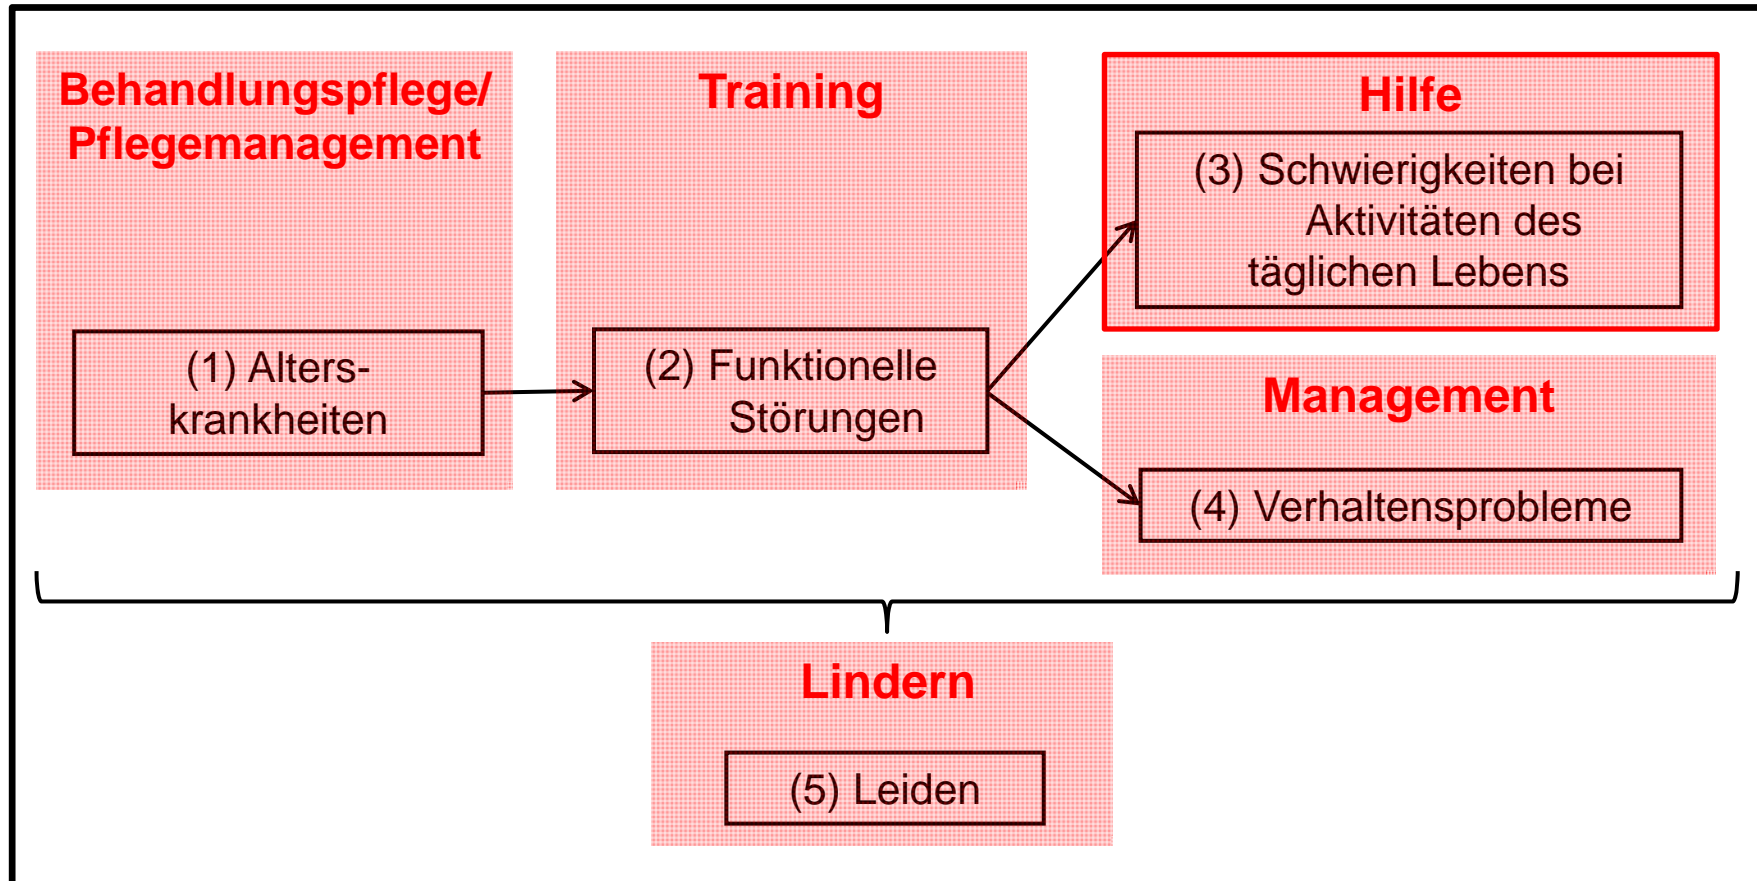 Behandlungspflege/
Pflegemanagement
(1) Alters-
krankheiten
Training
(2) Funktionelle
Störungen
Hilfe
(3) Schwierigkeiten bei
Aktivitäten des
täglichen Lebens
Management
(4) Verhaltensprobleme
Lindern
(5) Leiden